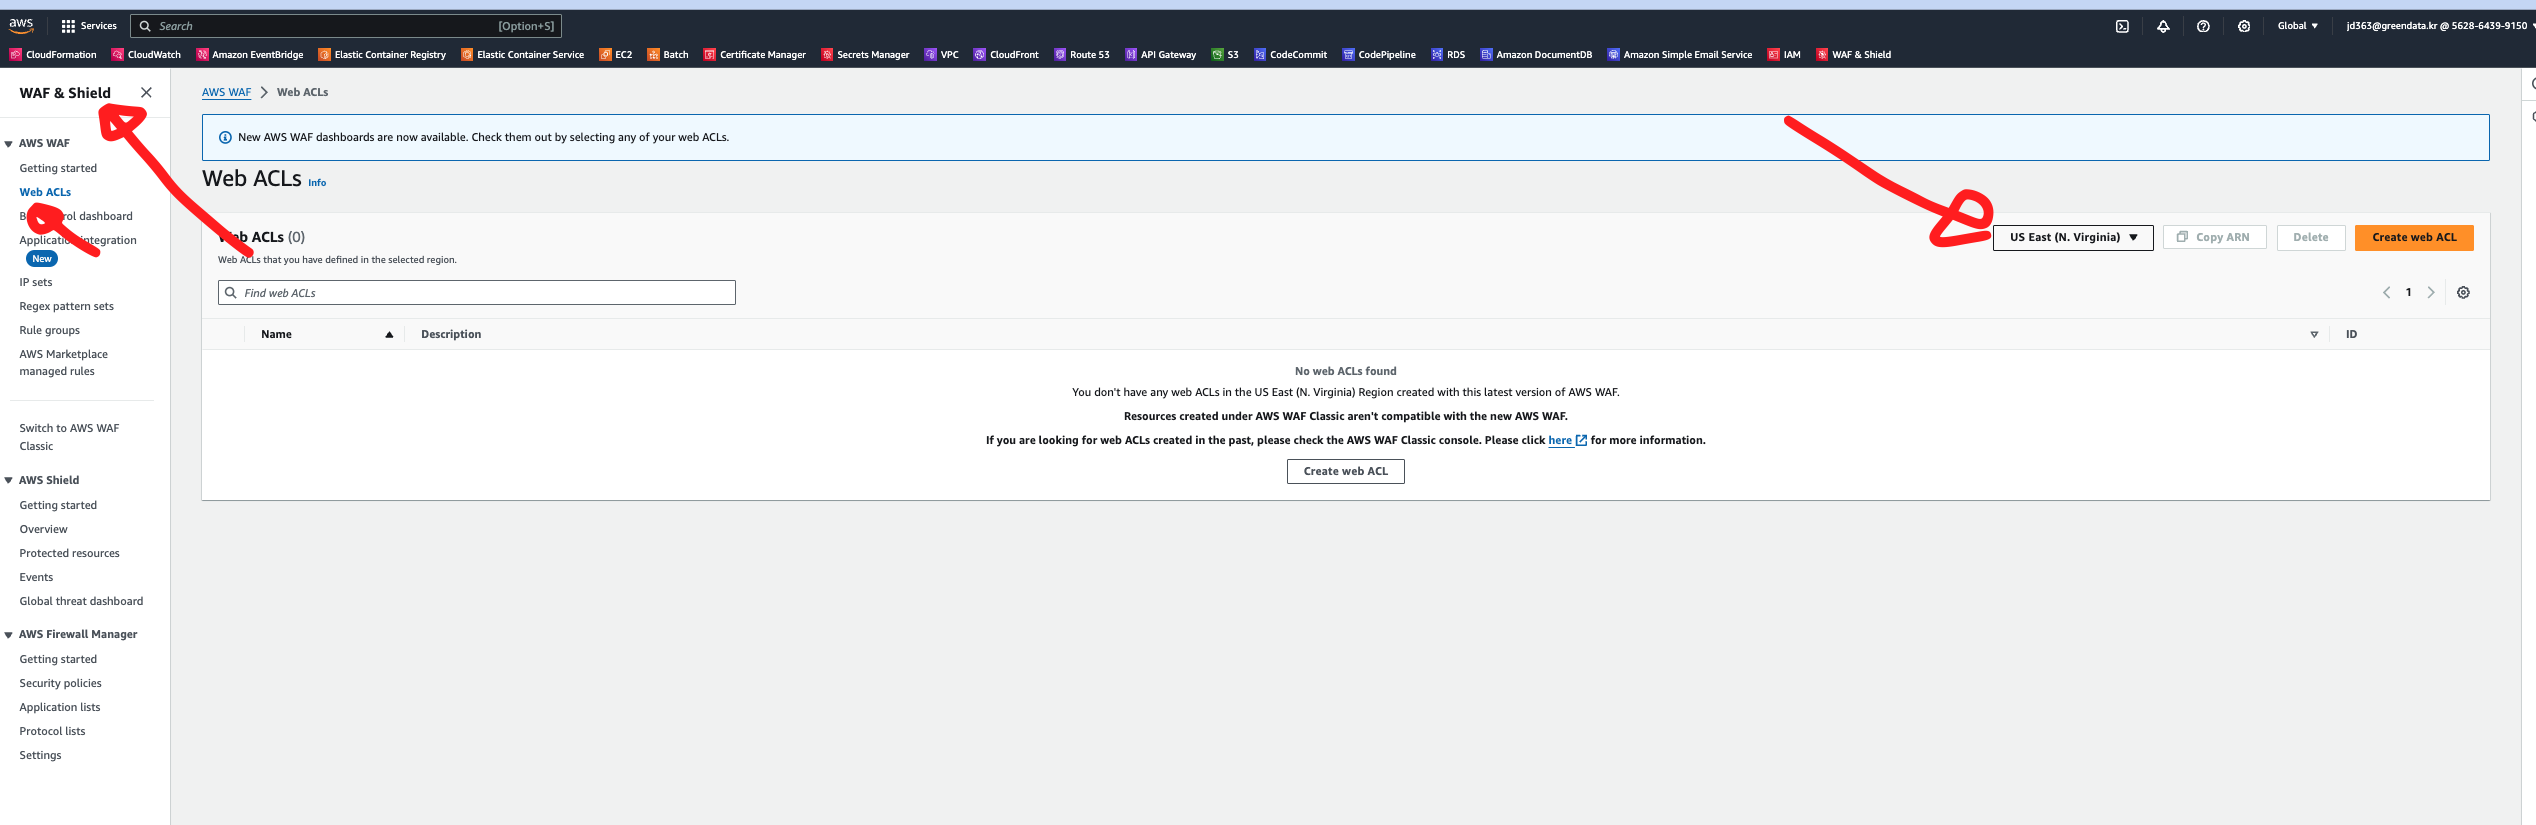 aws Services Search [Option+S] Global jd363@greendata.kr @ 5628-6439-9150
CloudFormation CloudWatch Amazon EventBridge Elastic Container Registry Elastic Container Service EC2 Batch Certificate Manager Secrets Manager VPC CloudFront Route 53 API Gateway S3 CodeCommit CodePipeline RDS Amazon DocumentDB Amazon Simple Email Service IAM WAF & Shield
WAF & Shield
AWS WAF
Getting started
Web ACLs
rol dashboard
Application integration
New
IP sets
Regex pattern sets
Rule groups
AWS Marketplace
managed rules
Switch to AWS WAF
Classic
AWS Shield
Getting started
Overview
Protected resources
Events
Global threat dashboard
AWS Firewall Manager
Getting started
Security policies
Application lists
Protocol lists
Settings
AWS WAF > Web ACLs
New AWS WAF dashboards are now available. Check them out by selecting any of your web ACLs.
Web ACLs Info
Web ACLs (0)
US East (N. Virginia) Copy ARN Delete Create web ACL
Web ACLs that you have defined in the selected region.
Find web ACLs
1
Name Description ID
No web ACLs found
You don't have any web ACLs in the US East (N. Virginia) Region created with this latest version of AWS WAF.
Resources created under AWS WAF Classic aren't compatible with the new AWS WAF.
If you are looking for web ACLs created in the past, please check the AWS WAF Classic console. Please click here for more information.
Create web ACL